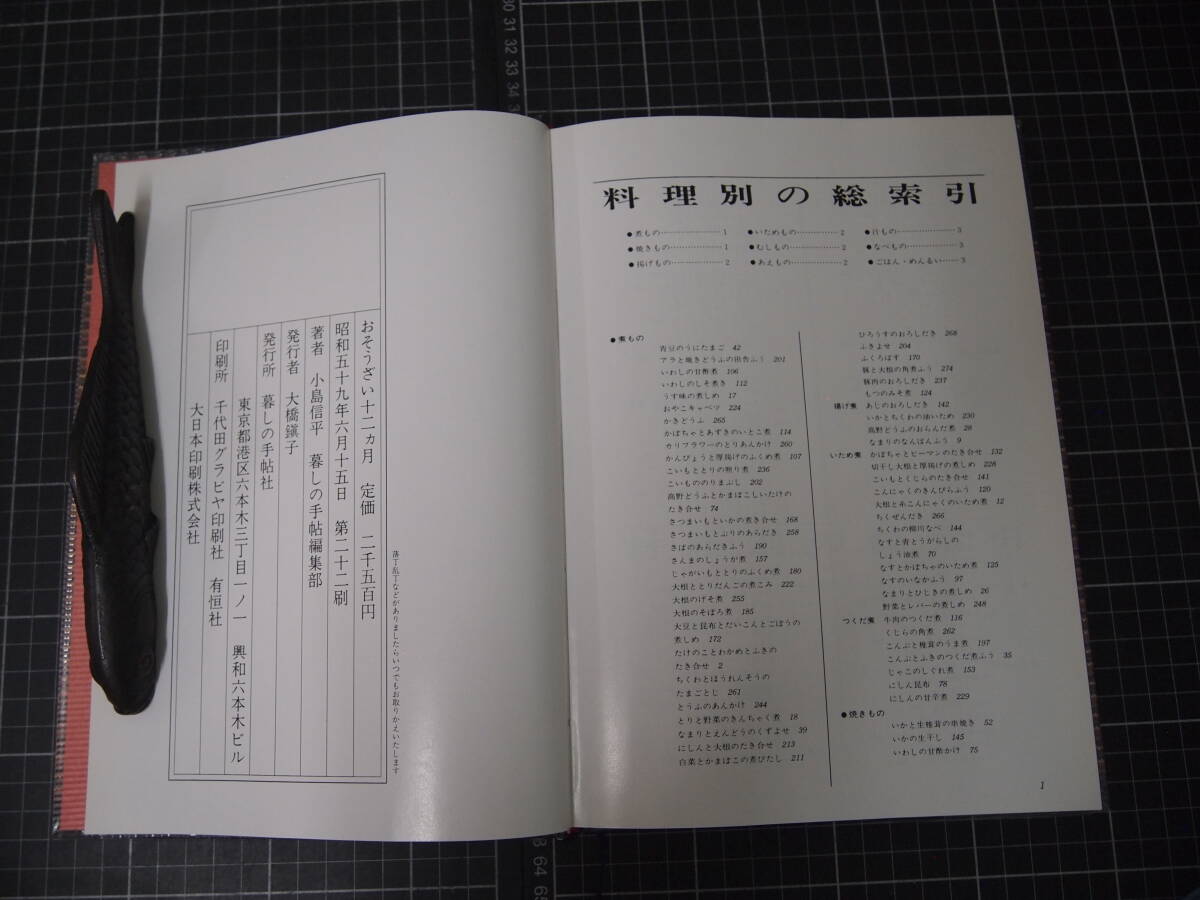 おそうざい十二ヵ月　定価　二千五百円
昭和五十九年六月十五日　第二十二刷
著者　小島信平　暮しの手帖編集部
発行者　大橋鎭子
発行所　暮しの手帖社
東京都港区六本木三丁目一ノ一　興和六本木ビル
印刷所　千代田グラビヤ印刷社　有恒社
大日本印刷株式会社
落丁乱丁などがありましたらいつでもお取りかえいたします
料理別の総索引
●煮もの………………1
●焼きもの………………1
●揚げもの………………2
●いためもの…………2
●むしもの………………2
●あえもの………………2
●汁もの…………………3
●なべもの………………3
●ごはん・めんるい……3
●煮もの
青豆のうにたまご 42
アラと焼きどうふの田舎ふう 201
いわしの甘酢煮 106
いわしのしそ煮き 112
うす味の煮しめ 17
おやこキャベツ 224
かきどうふ 265
かぼちゃとあずきのいとこ煮 114
カリフラワーのとりあんかけ 260
かんぴょうと厚揚げのふくめ煮 107
こいもととりの照り煮 236
こいもののりまぶし 202
高野どうふとかまぼこしいたけの
たき合せ 74
さつまいもといかの煮き合せ 168
さつまいもとぶりのあらだき 258
さばのあらだきふう 190
さんまのしょうが煮 157
じゃがいもととりのふくめ煮 180
大根ととりだんごの煮こみ 222
大根のげそ煮 255
大根のそぼろ煮 185
大豆と昆布とだいこんとごぼうの
煮しめ 172
たけのことわかめとふきの
たき合せ 2
ちくわとほうれんそうの
たまごとじ 261
とうふのあんかけ 244
とりと野菜のきんちゃく煮 18
なまりとえんどうのくずよせ 39
にしんと大根のたき合せ 213
白菜とかまぼこの煮びたし 211
ひろうすのおろしだき 268
ふきよせ 204
ふくろばす 170
豚と大根の角煮ふう 274
豚肉のおろしだき 237
もつのみそ煮 124
揚げ煮 あじのおろしだき 142
いかとちくわの油いため 230
高野どうふのおらんだ煮 28
なまりのなんばんふう 9
いため煮 かぼちゃとピーマンのたき合せ 132
切干し大根と厚揚げの煮しめ 228
こいもとくじらのたき合せ 141
こんにゃくのきんぴらふう 120
大根と糸こんにゃくのいため煮 12
ちくぜんだき 266
ちくわの柳川なべ 144
なすと青とうがらしの
しょう油煮 70
なすとかぼちゃのいため煮 125
なすのいなかふう 97
なまりとひじきの煮しめ 26
野菜とレバーの煮しめ 248
つくだ煮 牛肉のつくだ煮 116
くじらの角煮 262
こんぶと椎茸のうま煮 197
こんぶとふきのつくだ煮ふう 35
じゃこのしぐれ煮 153
にしん昆布 78
にしんの甘辛煮 229
●焼きもの
いかと生椎茸の串焼き 52
いかの生干し 145
いわしの甘酢かけ 75
1
30
31
32
33
34
63
64
65